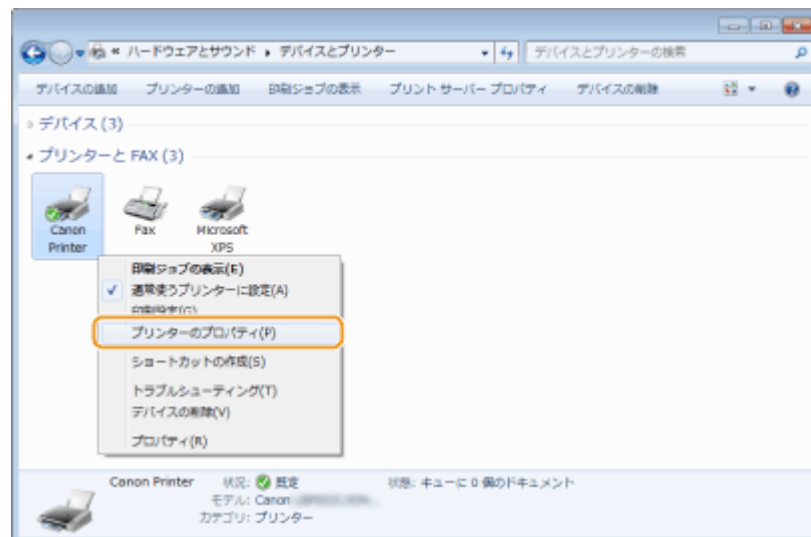 « ハードウェアとサウンド ▸ デバイスとプリンター
デバイスとプリンターの検索
デバイスの追加 プリンターの追加 印刷ジョブの表示 プリント サーバー プロパティ デバイスの削除
デバイス (3)
プリンターと FAX (3)
Canon Printer
Fax
Microsoft XPS
印刷ジョブの表示(E)
✓ 通常使うプリンターに設定(A)
印刷設定(G)
プリンターのプロパティ(P)
ショートカットの作成(S)
トラブルシューティング(T)
デバイスの削除(V)
プロパティ(R)
Canon Printer 状況: 既定 状態: キューに 0 個のドキュメント
モデル: Canon
カテゴリ: プリンター